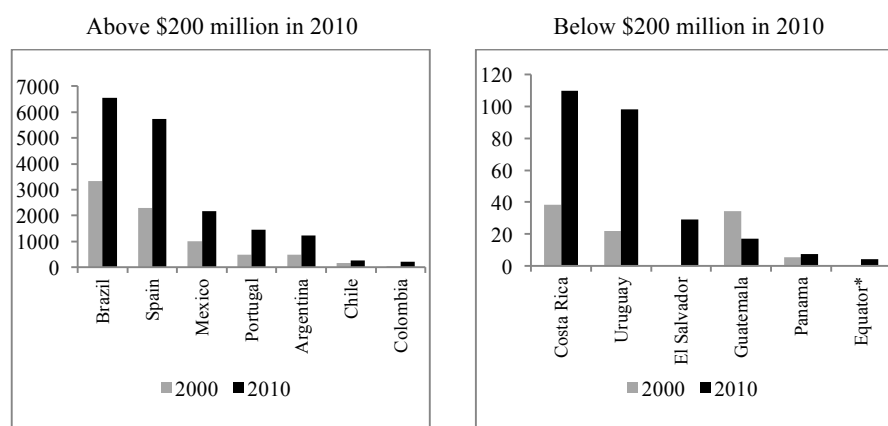 Above $200 million in 2010
7000
6000
5000
4000
3000
2000
1000
0
Brazil
Spain
Mexico
Portugal
Argentina
Chile
Colombia
2000 2010
Below $200 million in 2010
120
100
80
60
40
20
0
Costa Rica
Uruguay
El Salvador
Guatemala
Panama
Equator*
2000 2010